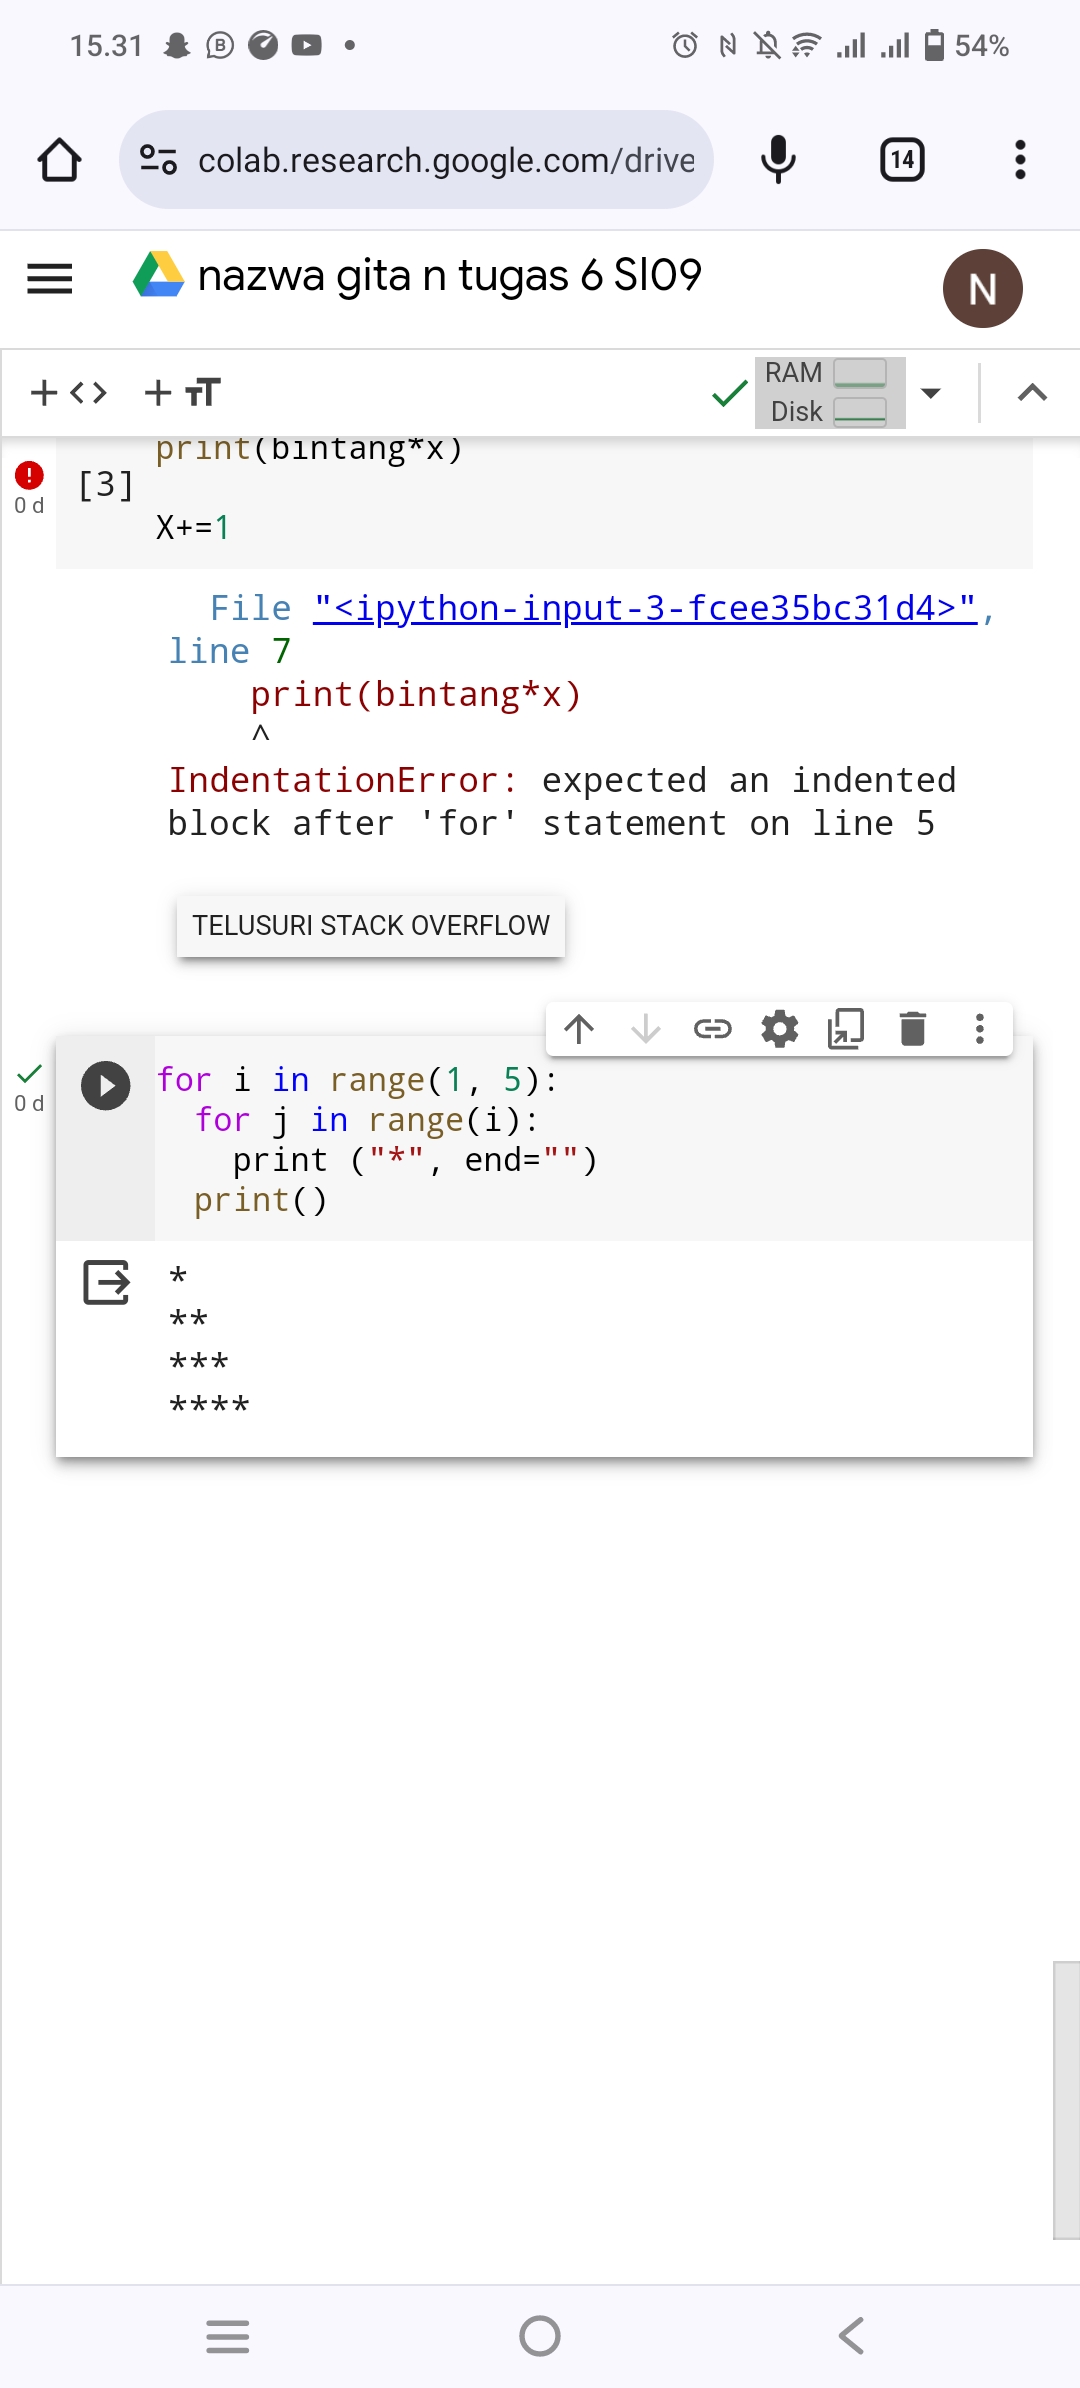 15.31
54%
colab.research.google.com/drive
14
nazwa gita n tugas 6 SI09
N
RAM
Disk
print(bintang*x)
[3]
0 d
X+=1
File "<ipython-input-3-fcee35bc31d4>",
line 7
print(bintang*x)
^
IndentationError: expected an indented
block after 'for' statement on line 5
TELUSURI STACK OVERFLOW
0 d
for i in range(1, 5):
for j in range(i):
print ("*", end="")
print()
*
**
***
****